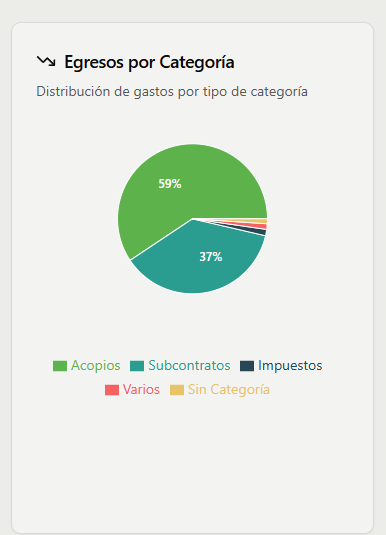 Egresos por Categoría
Distribución de gastos por tipo de categoría
59%
37%
Acopios Subcontratos Impuestos
Varios Sin Categoría